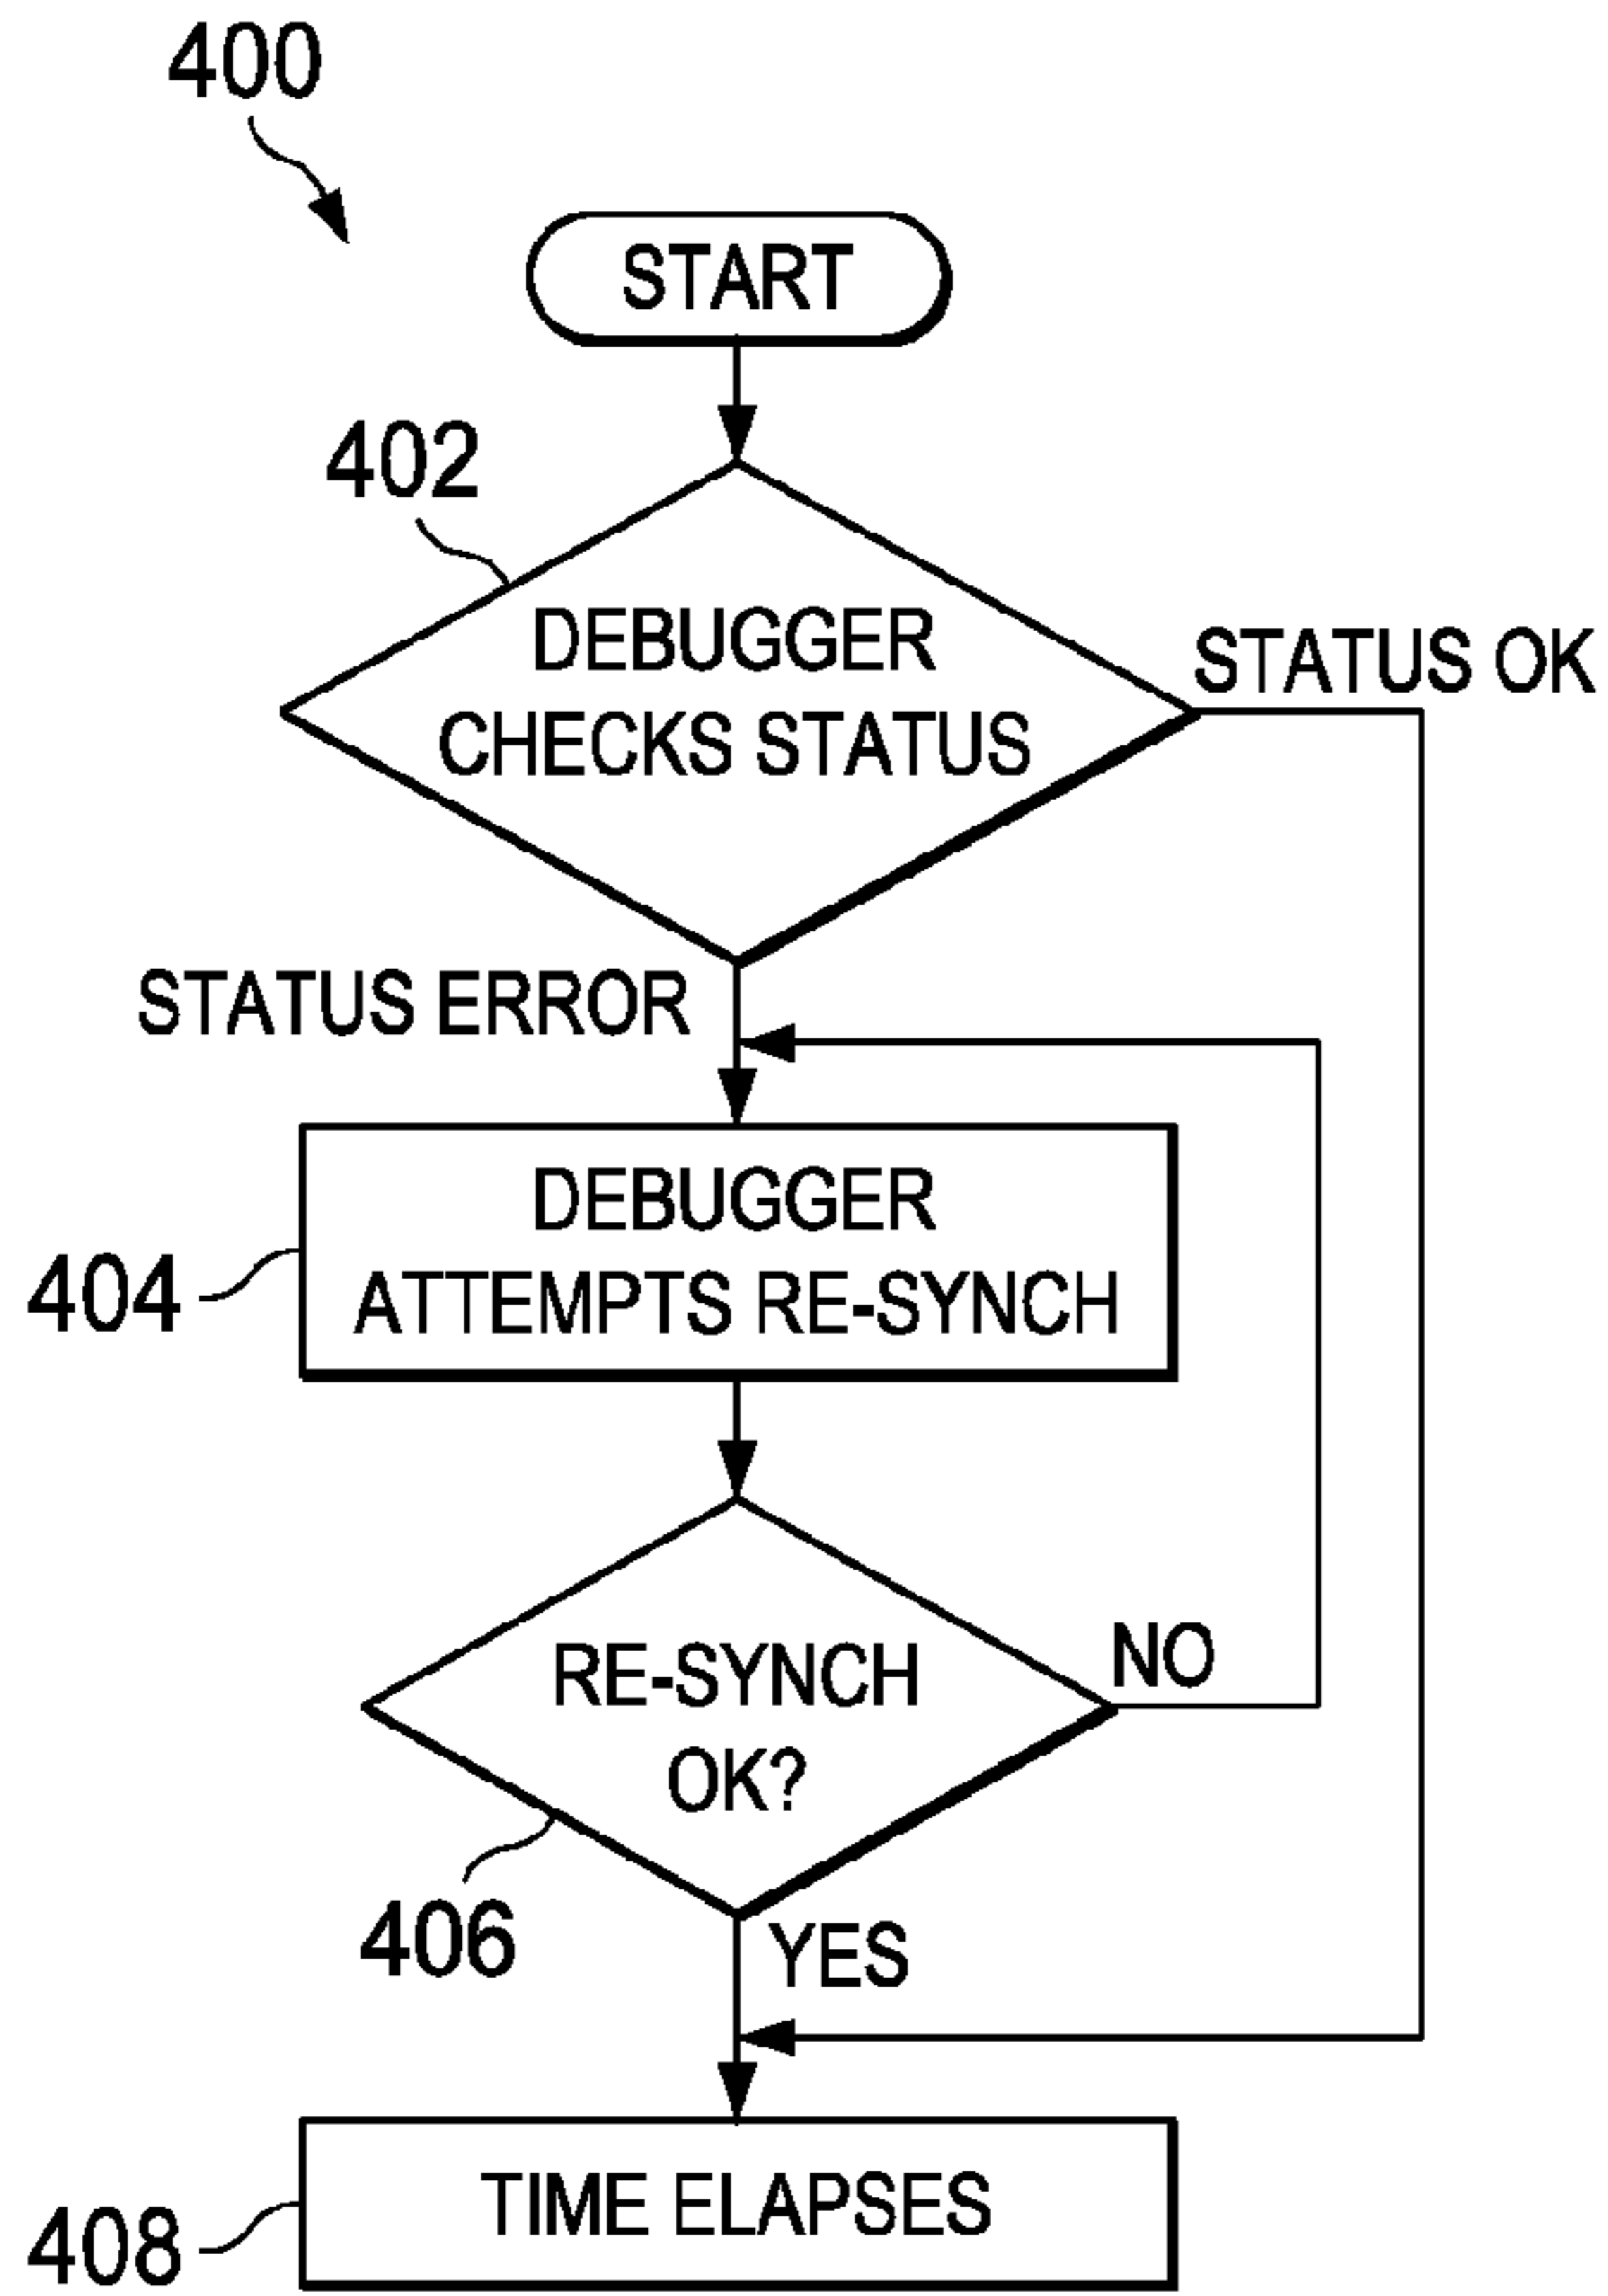 400
START
402
DEBUGGER
CHECKS STATUS
STATUS OK
STATUS ERROR
404
DEBUGGER
ATTEMPTS RE-SYNCH
RE-SYNCH
OK?
NO
406
YES
408
TIME ELAPSES